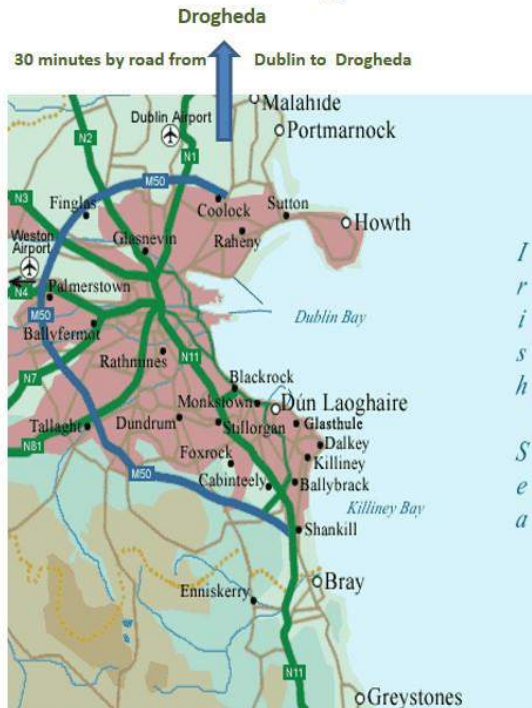 Drogheda
30 minutes by road from Dublin to Drogheda
Malahide
Dublin Airport
Portmarnock
N2
N1
M50
N3
Finglas
Coolock
Sutton
Howth
Weston
Airport
Glasnevin
Raheny
N4
Palmerstown
M50
Dublin Bay
Ballyfermot
Rathmines
N11
N7
Blackrock
Monkstown
Dún Laoghaire
Tallaght
Dundrum
Stillorgan
Glasthule
Dalkey
N81
Foxrock
Killiney
M50
Cabinteely
Ballybrack
Killiney Bay
Shankill
Bray
Enniskerry
N11
Greystones
Irish Sea